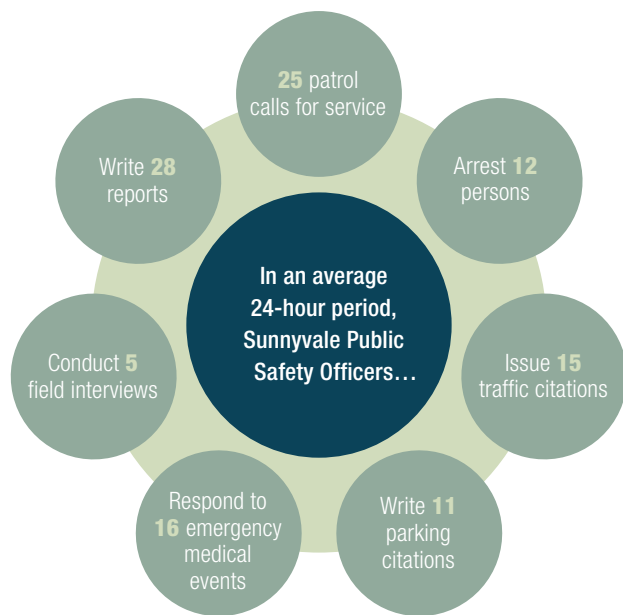 In an average
24-hour period,
Sunnyvale Public
Safety Officers…
25 patrol
calls for service
Arrest 12
persons
Issue 15
traffic citations
Write 11
parking
citations
Respond to
16 emergency
medical
events
Conduct 5
field interviews
Write 28
reports